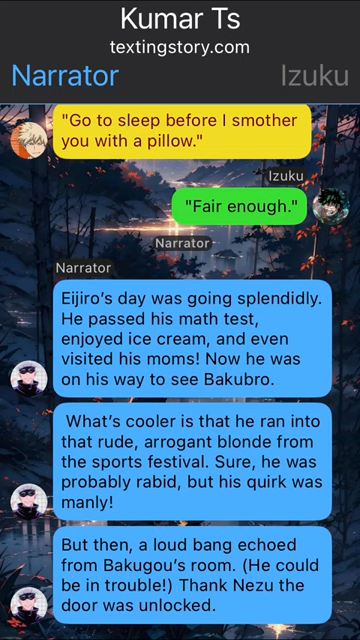 Kumar Ts
textingstory.com
Narrator
Izuku
"Go to sleep before I smother
you with a pillow."
Izuku
"Fair enough."
Narrator
Narrator
Eijiro's day was going splendidly.
He passed his math test,
enjoyed ice cream, and even
visited his moms! Now he was
on his way to see Bakubro.
What's cooler is that he ran into
that rude, arrogant blonde from
the sports festival. Sure, he was
probably rabid, but his quirk was
manly!
But then, a loud bang echoed
from Bakugou's room. (He could
be in trouble!) Thank Nezu the
door was unlocked.